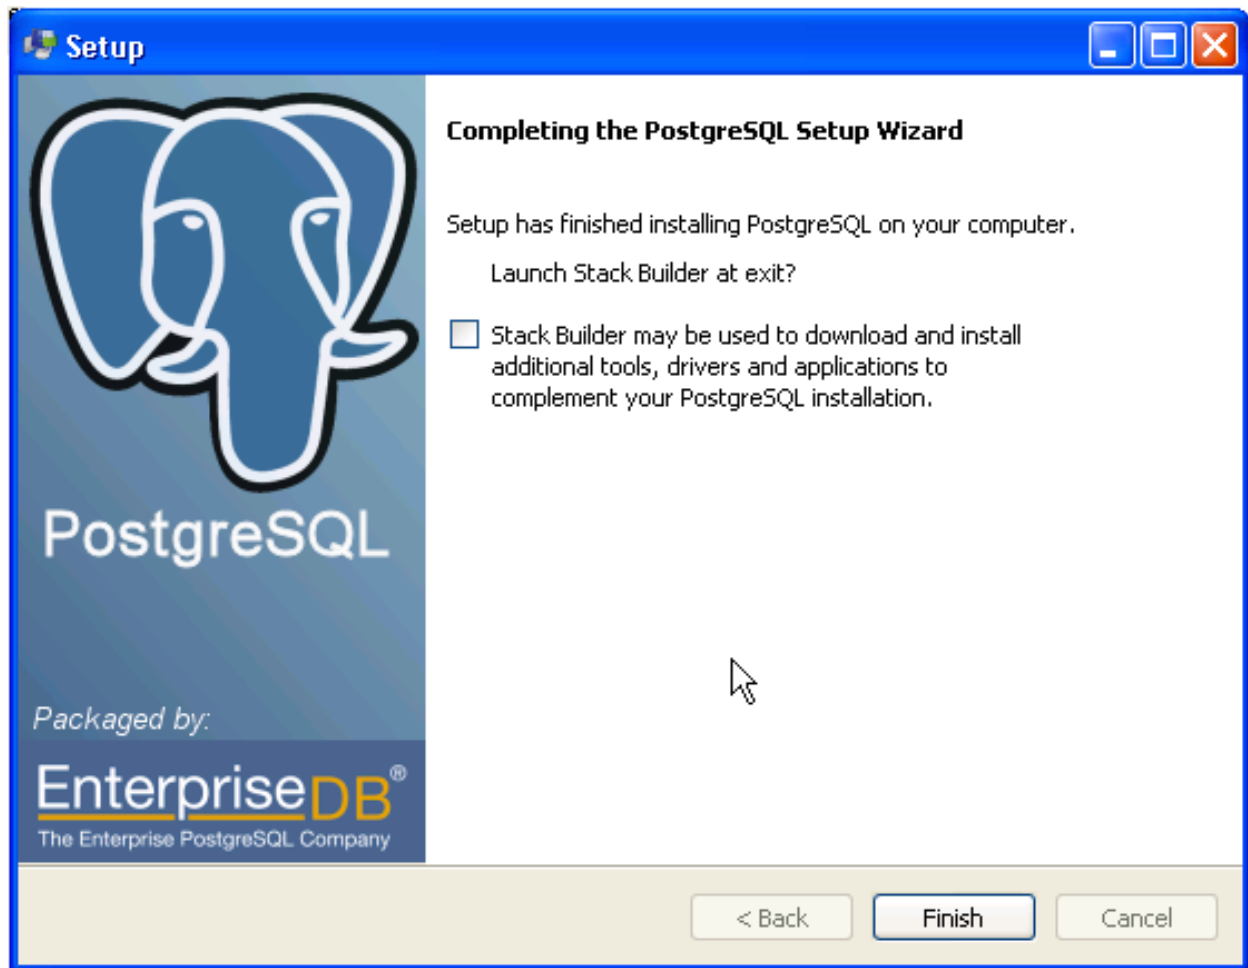 Setup
Completing the PostgreSQL Setup Wizard
Setup has finished installing PostgreSQL on your computer.
Launch Stack Builder at exit?
Stack Builder may be used to download and install
additional tools, drivers and applications to
complement your PostgreSQL installation.
PostgreSQL
Packaged by:
EnterpriseDB®
The Enterprise PostgreSQL Company
< Back
Finish
Cancel